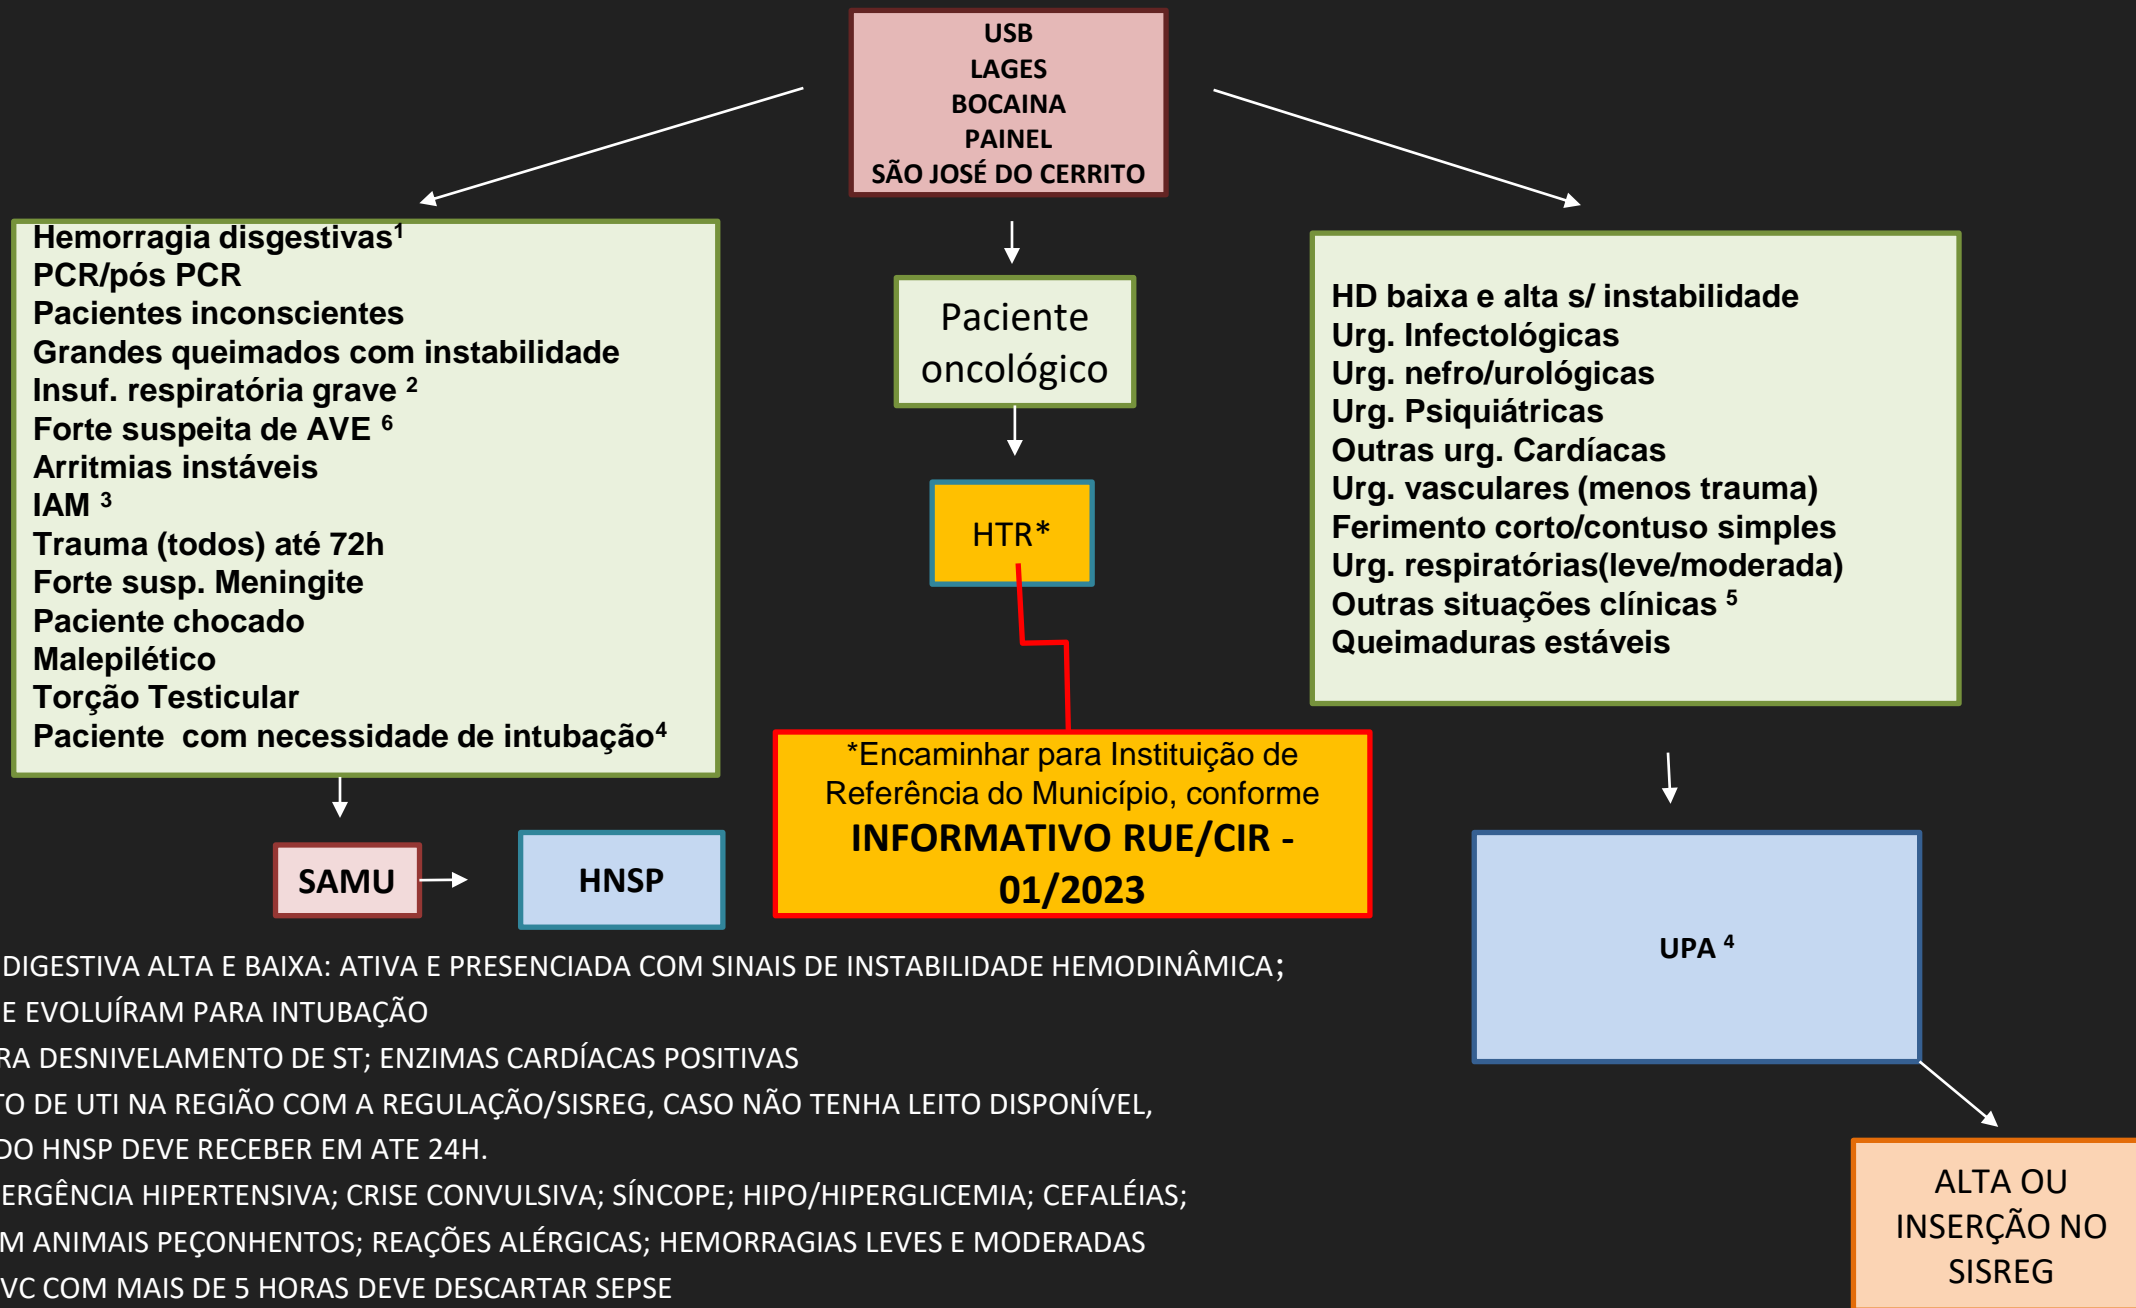 USB
LAGES
BOCAINA
PAINEL
SÃO JOSÉ DO CERRITO
Hemorragia disgestivas¹
PCR/pós PCR
Pacientes inconscientes
Grandes queimados com instabilidade
Insuf. respiratória grave ²
Forte suspeita de AVE ⁶
Arritmias instáveis
IAM ³
Trauma (todos) até 72h
Forte susp. Meningite
Paciente chocado
Malepilético
Torção Testicular
Paciente com necessidade de intubação⁴
Paciente
oncológico
HTR*
HD baixa e alta s/ instabilidade
Urg. Infectológicas
Urg. nefro/urológicas
Urg. Psiquiátricas
Outras urg. Cardíacas
Urg. vasculares (menos trauma)
Ferimento corto/contuso simples
Urg. respiratórias(leve/moderada)
Outras situações clínicas ⁵
Queimaduras estáveis
*Encaminhar para Instituição de
Referência do Município, conforme
INFORMATIVO RUE/CIR -
01/2023
SAMU
HNSP
UPA ⁴
DIGESTIVA ALTA E BAIXA: ATIVA E PRESENCIADA COM SINAIS DE INSTABILIDADE HEMODINÂMICA;
E EVOLUÍRAM PARA INTUBAÇÃO
RA DESNIVELAMENTO DE ST; ENZIMAS CARDÍACAS POSITIVAS
TO DE UTI NA REGIÃO COM A REGULAÇÃO/SISREG, CASO NÃO TENHA LEITO DISPONÍVEL,
DO HNSP DEVE RECEBER EM ATE 24H.
ERGÊNCIA HIPERTENSIVA; CRISE CONVULSIVA; SÍNCOPE; HIPO/HIPERGLICEMIA; CEFALÉIAS;
M ANIMAIS PEÇONHENTOS; REAÇÕES ALÉRGICAS; HEMORRAGIAS LEVES E MODERADAS
VC COM MAIS DE 5 HORAS DEVE DESCARTAR SEPSE
ALTA OU
INSERÇÃO NO
SISREG